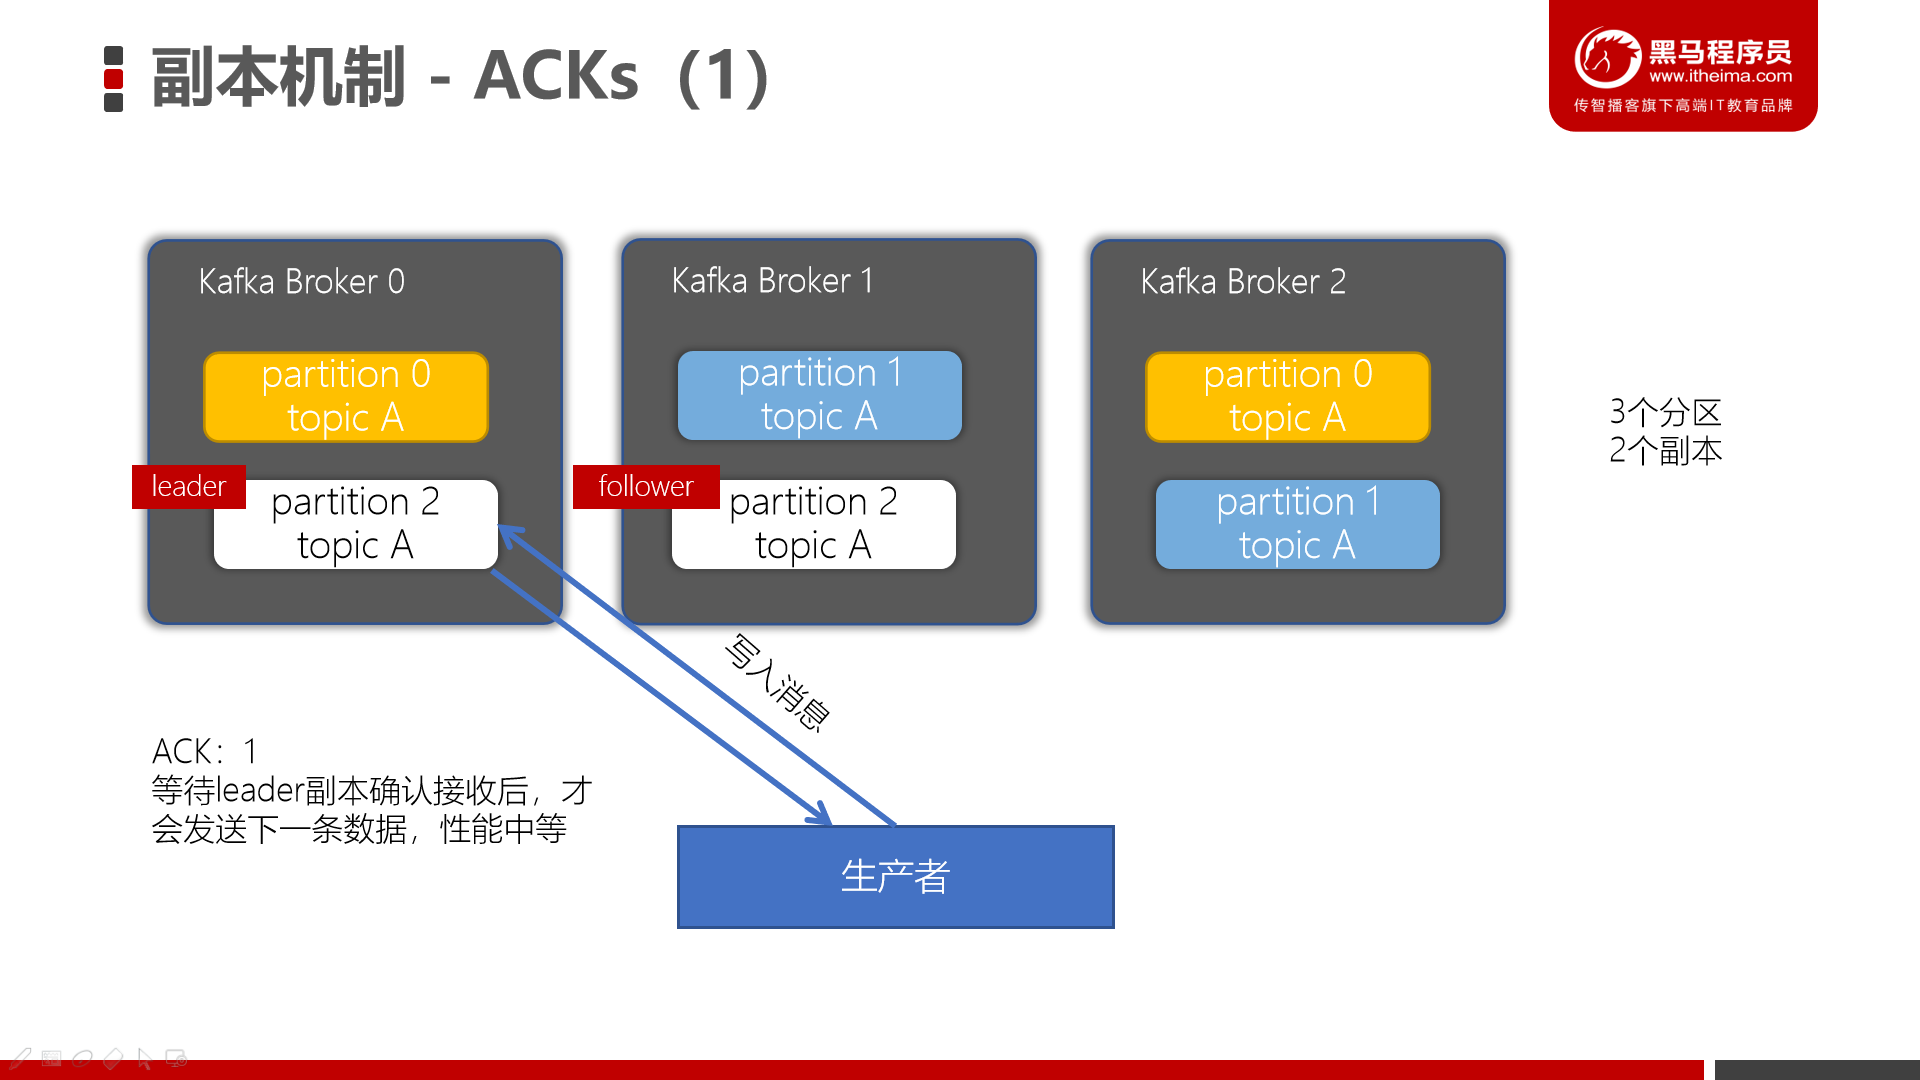 副本机制 - ACKs（1）
黑马程序员
www.itheima.com
传智播客旗下高端IT教育品牌
Kafka Broker 0
partition 0
topic A
leader
partition 2
topic A
Kafka Broker 1
partition 1
topic A
follower
partition 2
topic A
Kafka Broker 2
partition 0
topic A
partition 1
topic A
3个分区
2个副本
写入消息
ACK：1
等待leader副本确认接收后，才
会发送下一条数据，性能中等
生产者